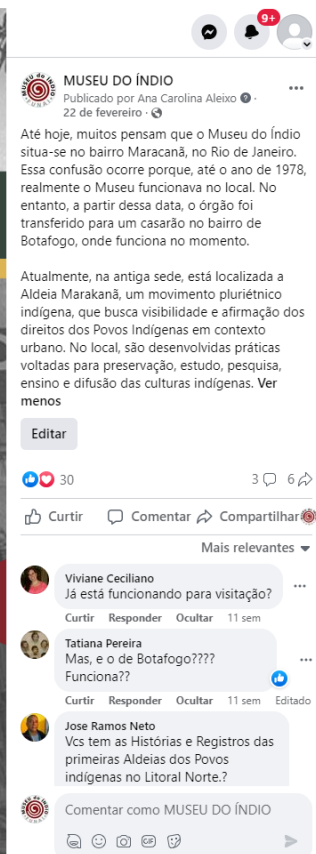 9+
MUSEU DO ÍNDIO
Publicado por Ana Carolina Aleixo ·
22 de fevereiro ·
Até hoje, muitos pensam que o Museu do Índio
situa-se no bairro Maracanã, no Rio de Janeiro.
Essa confusão ocorre porque, até o ano de 1978,
realmente o Museu funcionava no local. No
entanto, a partir dessa data, o órgão foi
transferido para um casarão no bairro de
Botafogo, onde funciona no momento.
Atualmente, na antiga sede, está localizada a
Aldeia Marakanã, um movimento pluriétnico
indígena, que busca visibilidade e afirmação dos
direitos dos Povos Indígenas em contexto
urbano. No local, são desenvolvidas práticas
voltadas para preservação, estudo, pesquisa,
ensino e difusão das culturas indígenas. Ver
menos
Editar
30 3 6
Curtir Comentar Compartilhar
Mais relevantes
Viviane Ceciliano
Já está funcionando para visitação?
Curtir Responder Ocultar 11 sem
Tatiana Pereira
Mas, e o de Botafogo????
Funciona??
Curtir Responder Ocultar 11 sem Editado
Jose Ramos Neto
Vcs tem as Histórias e Registros das
primeiras Aldeias dos Povos
indígenas no Litoral Norte.?
Comentar como MUSEU DO ÍNDIO
GIF